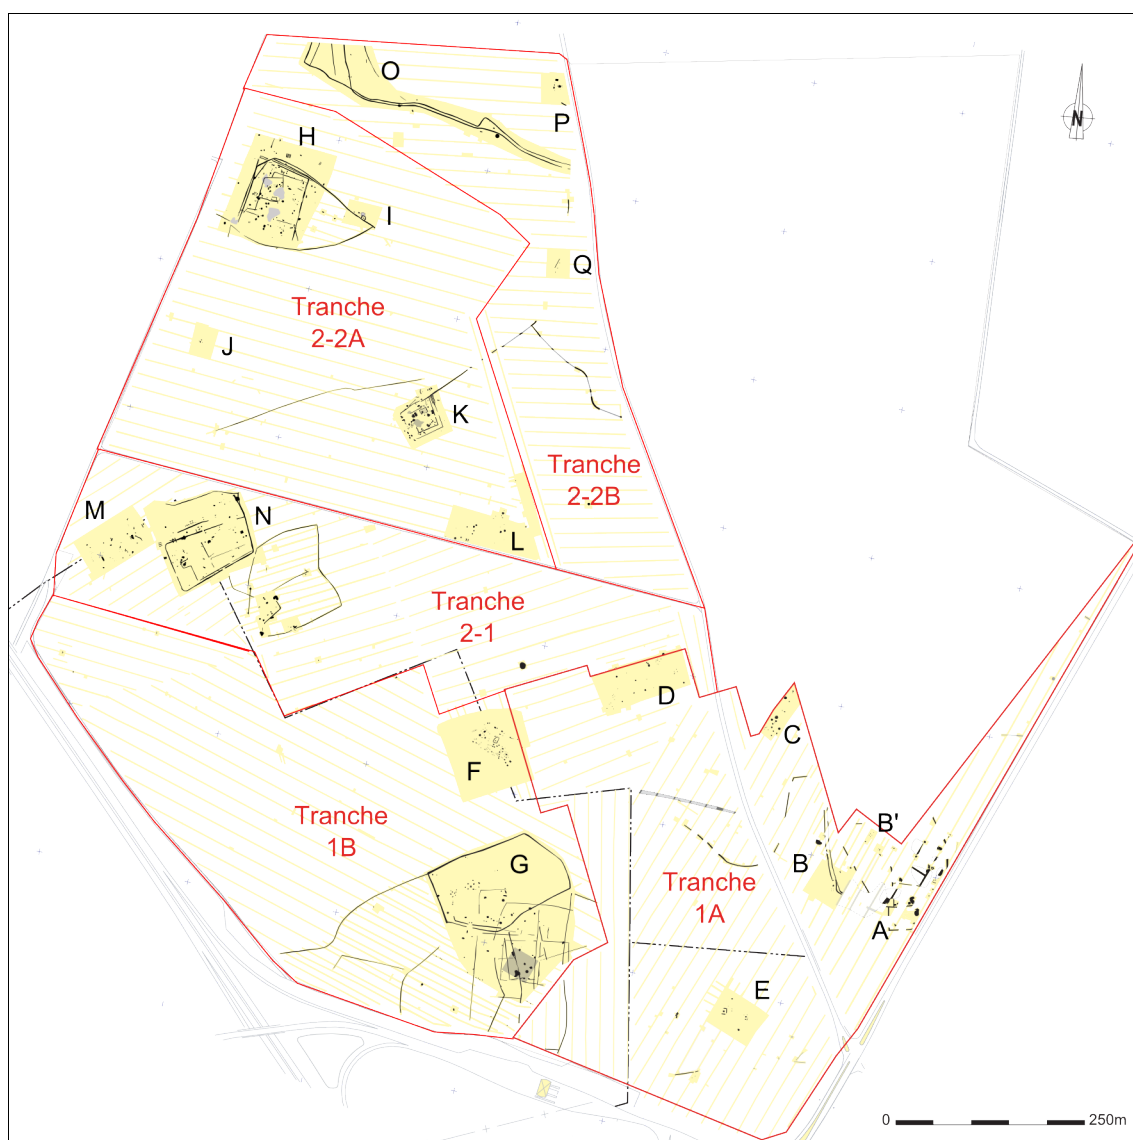 O
P
N
H
I
Q
Tranche
2-2A
J
K
Tranche
2-2B
M
N
L
Tranche
2-1
D
C
F
Tranche
1B
B'
G
B
Tranche
1A
A
E
0
250m